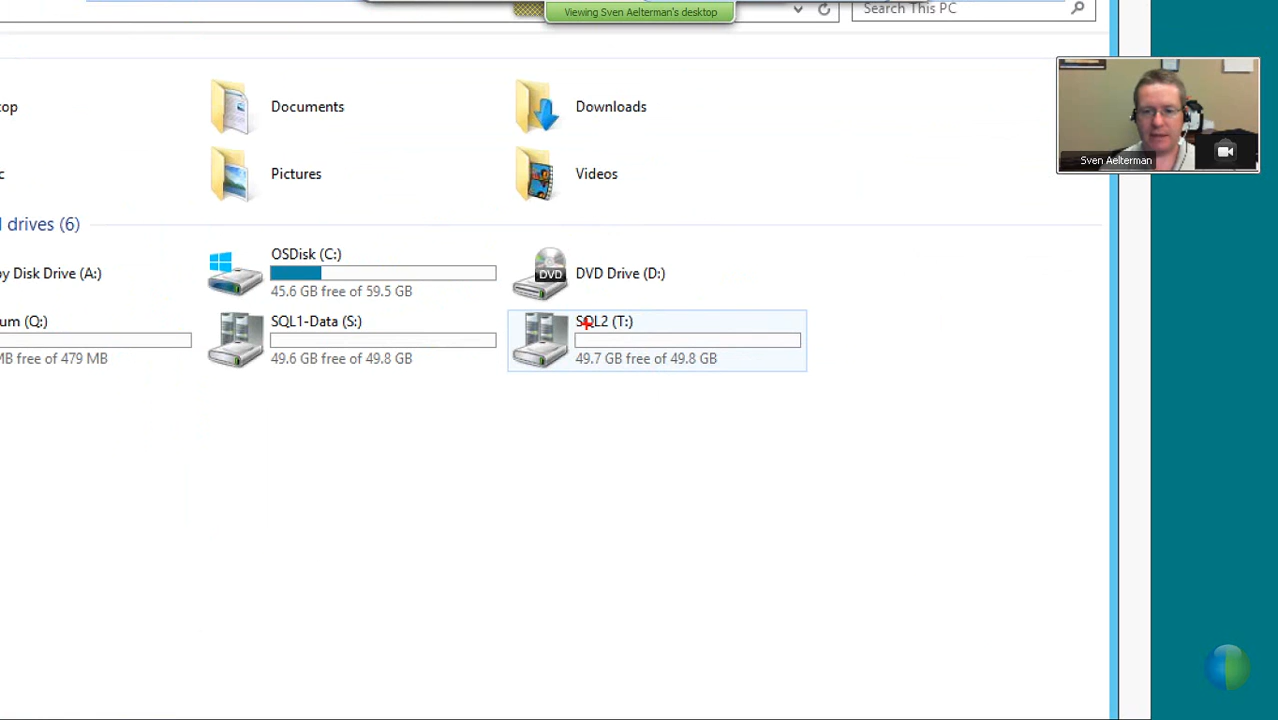 Viewing Sven Aelterman's desktop
Search This PC
top
Documents
Downloads
c
Pictures
Videos
Sven Aelterman
d drives (6)
py Disk Drive (A:)
OSDisk (C:)
45.6 GB free of 59.5 GB
DVD
DVD Drive (D:)
um (Q:)
MB free of 479 MB
SQL1-Data (S:)
49.6 GB free of 49.8 GB
SQL2 (T:)
49.7 GB free of 49.8 GB